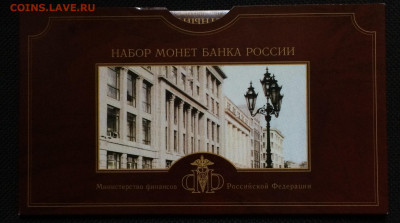 COINS.LAVE.RU
НАБОР МОНЕТ БАНКА РОССИИ
Министерство финансов Российской Федерации